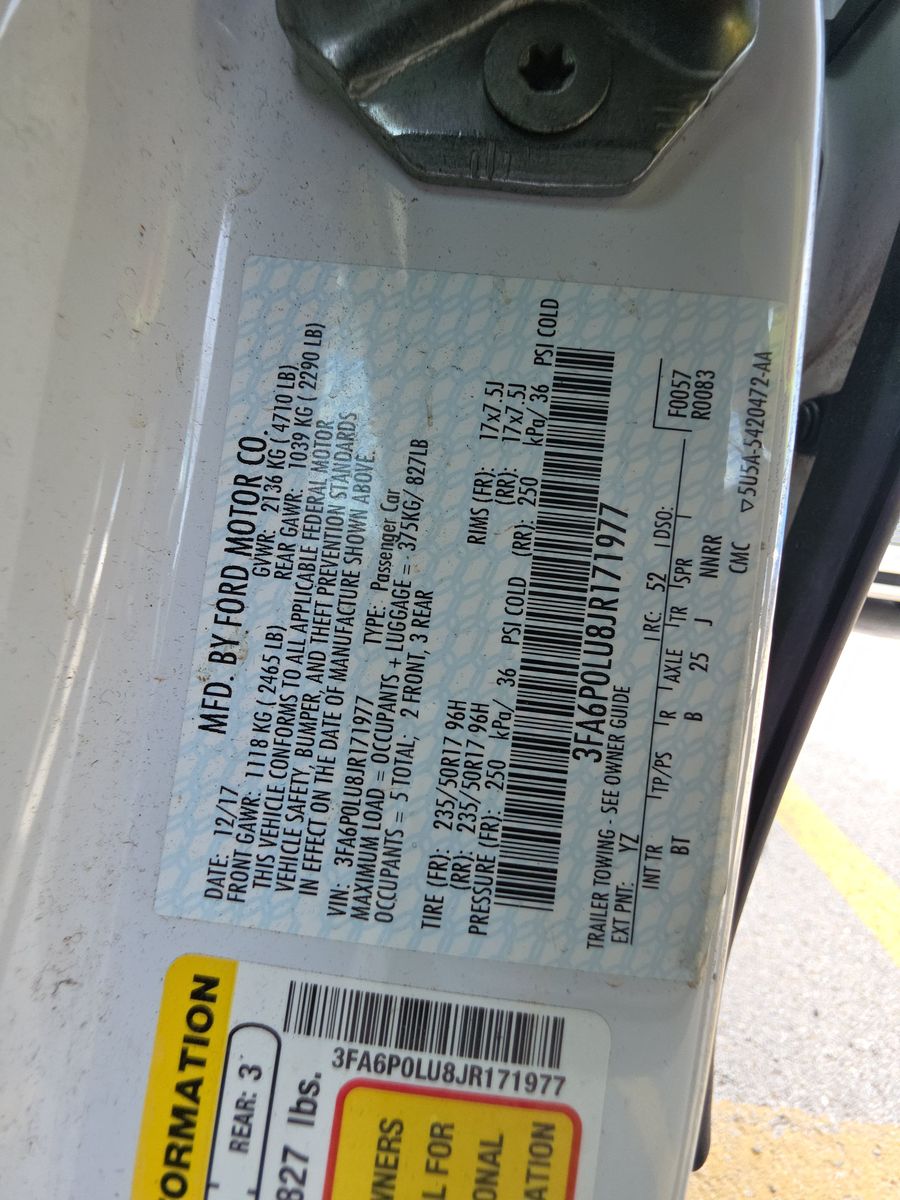 MFD. BY FORD MOTOR CO.
DATE: 12/17 GVWR: 2136 KG ( 4710 LB)
FRONT GAWR: 1118 KG ( 2465 LB) REAR GAWR: 1039 KG ( 2290 LB)
THIS VEHICLE CONFORMS TO ALL APPLICABLE FEDERAL MOTOR
VEHICLE SAFETY, BUMPER, AND THEFT PREVENTION STANDARDS
IN EFFECT ON THE DATE OF MANUFACTURE SHOWN ABOVE.
VIN: 3FA6P0LU8JR171977 TYPE: Passenger Car
MAXIMUM LOAD = OCCUPANTS + LUGGAGE = 375KG/ 827LB
OCCUPANTS = 5 TOTAL, 2 FRONT, 3 REAR
TIRE (FR): 235/50R17 96H RIMS (FR): 17x7.5J
(RR): 235/50R17 96H (RR): 17x7.5J
PRESSURE (FR): 250 kPa/ 36 PSI COLD (RR): 250 kPa/ 36 PSI COLD
3FA6P0LU8JR171977
TRAILER TOWING - SEE OWNER GUIDE
F0057
R0083
EXT PNT: YZ RC: 52 DSO:
INT TR TP/PS R AXLE TR SPR
BT B 25 J NNRR
CMC ▽5U5A-5420472-AA
ORMATION
REAR: 3
827 lbs.
3FA6P0LU8JR171977
WNERS
L FOR
ONAL
ATION